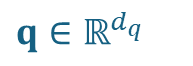 𝐪 ∈ ℝ^{d_q}